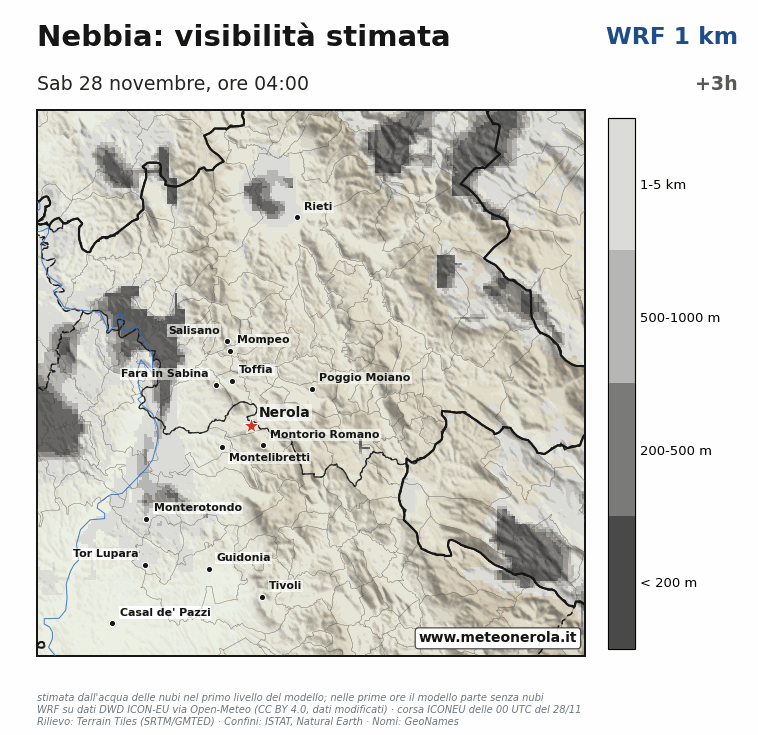 Nebbia: visibilità stimata
WRF 1 km
Sab 28 novembre, ore 04:00
+3h
Rieti
Salisano
Mompeo
Fara in Sabina
Toffia
Poggio Moiano
Nerola
Montorio Romano
Montelibretti
Monterotondo
Tor Lupara
Guidonia
Tivoli
Casal de' Pazzi
www.meteonerola.it
1-5 km
500-1000 m
200-500 m
< 200 m
stimata dall'acqua delle nubi nel primo livello del modello; nelle prime ore il modello parte senza nubi
WRF su dati DWD ICON-EU via Open-Meteo (CC BY 4.0, dati modificati) · corsa ICONEU delle 00 UTC del 28/11
Rilievo: Terrain Tiles (SRTM/GMTED) · Confini: ISTAT, Natural Earth · Nomi: GeoNames